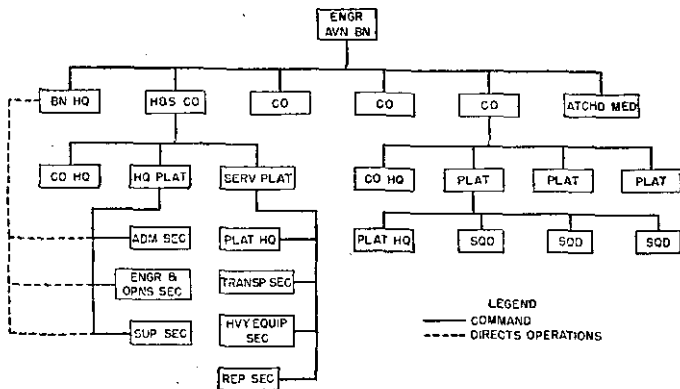 ENGR
AVN BN
BN HQ
HQS CO
CO
CO
CO
ATCHD MED
CO HQ
HQ PLAT
SERV PLAT
CO HQ
PLAT
PLAT
PLAT
ADM SEC
PLAT HQ
PLAT HQ
SQD
SQD
SQD
ENGR &
OPNS SEC
TRANSP SEC
SUP SEC
HVY EQUIP
SEC
REP SEC
LEGEND
COMMAND
DIRECTS OPERATIONS